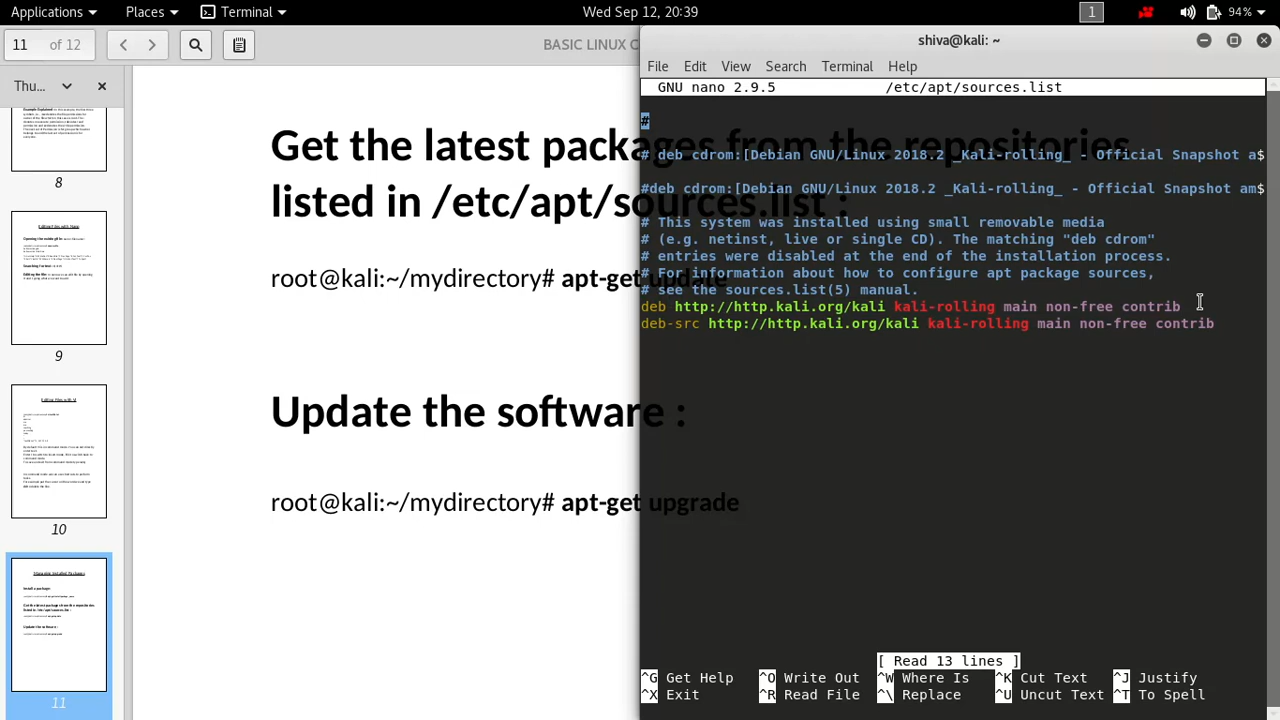 Applications
Places
Terminal
Wed Sep 12, 20:39
1
94%
11 of 12
BASIC LINUX C
Thu...
8
9
10
11
Get the latest packages from the repositories
listed in /etc/apt/sources.list :
root@kali:~/mydirectory# apt-get update
Update the software :
root@kali:~/mydirectory# apt-get upgrade
shiva@kali: ~
File Edit View Search Terminal Help
GNU nano 2.9.5 /etc/apt/sources.list
#
# deb cdrom:[Debian GNU/Linux 2018.2 _Kali-rolling_ - Official Snapshot a$
#deb cdrom:[Debian GNU/Linux 2018.2 _Kali-rolling_ - Official Snapshot am$
# This system was installed using small removable media
# (e.g. netinst, live or single CD). The matching "deb cdrom"
# entries were disabled at the end of the installation process.
# For information about how to configure apt package sources,
# see the sources.list(5) manual.
deb http://http.kali.org/kali kali-rolling main non-free contrib
deb-src http://http.kali.org/kali kali-rolling main non-free contrib
[ Read 13 lines ]
^G Get Help ^O Write Out ^W Where Is ^K Cut Text ^J Justify
^X Exit ^R Read File ^\ Replace ^U Uncut Text ^T To Spell